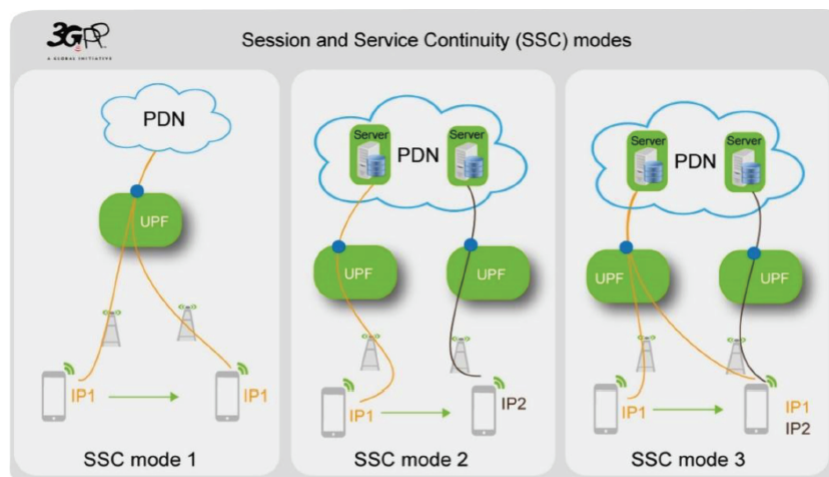 3GPP
A GLOBAL INITIATIVE
Session and Service Continuity (SSC) modes
PDN
UPF
IP1
IP1
SSC mode 1
Server
Server
PDN
UPF
UPF
IP1
IP2
SSC mode 2
Server
Server
PDN
UPF
UPF
IP1
IP1
IP2
SSC mode 3